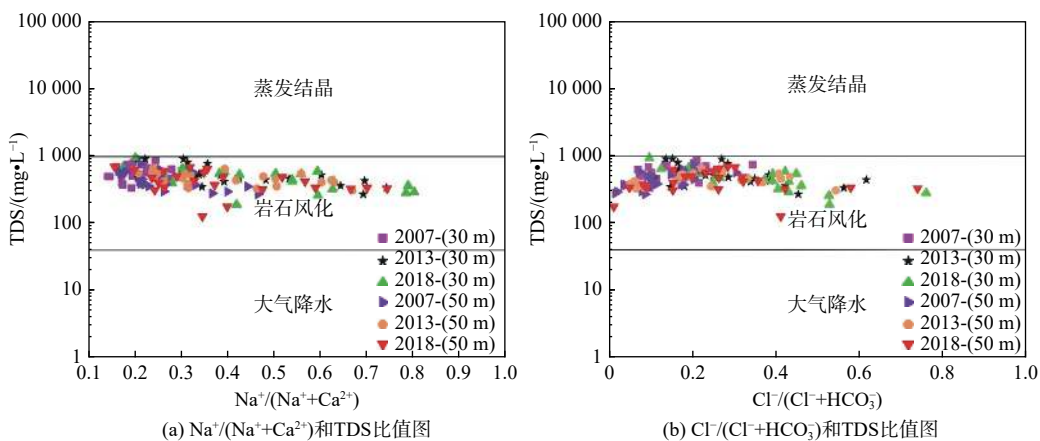 100 000
10 000
1 000
100
10
1
TDS/(mg•L⁻¹)
蒸发结晶
岩石风化
大气降水
2007-(30 m)
2013-(30 m)
2018-(30 m)
2007-(50 m)
2013-(50 m)
2018-(50 m)
0.1 0.2 0.3 0.4 0.5 0.6 0.7 0.8 0.9 1.0
Na⁺/(Na⁺+Ca²⁺)
(a) Na⁺/(Na⁺+Ca²⁺)和TDS比值图
100 000
10 000
1 000
100
10
1
TDS/(mg•L⁻¹)
蒸发结晶
岩石风化
大气降水
2007-(30 m)
2013-(30 m)
2018-(30 m)
2007-(50 m)
2013-(50 m)
2018-(50 m)
0 0.2 0.4 0.6 0.8 1.0
Cl⁻/(Cl⁻+HCO₃⁻)
(b) Cl⁻/(Cl⁻+HCO₃⁻)和TDS比值图